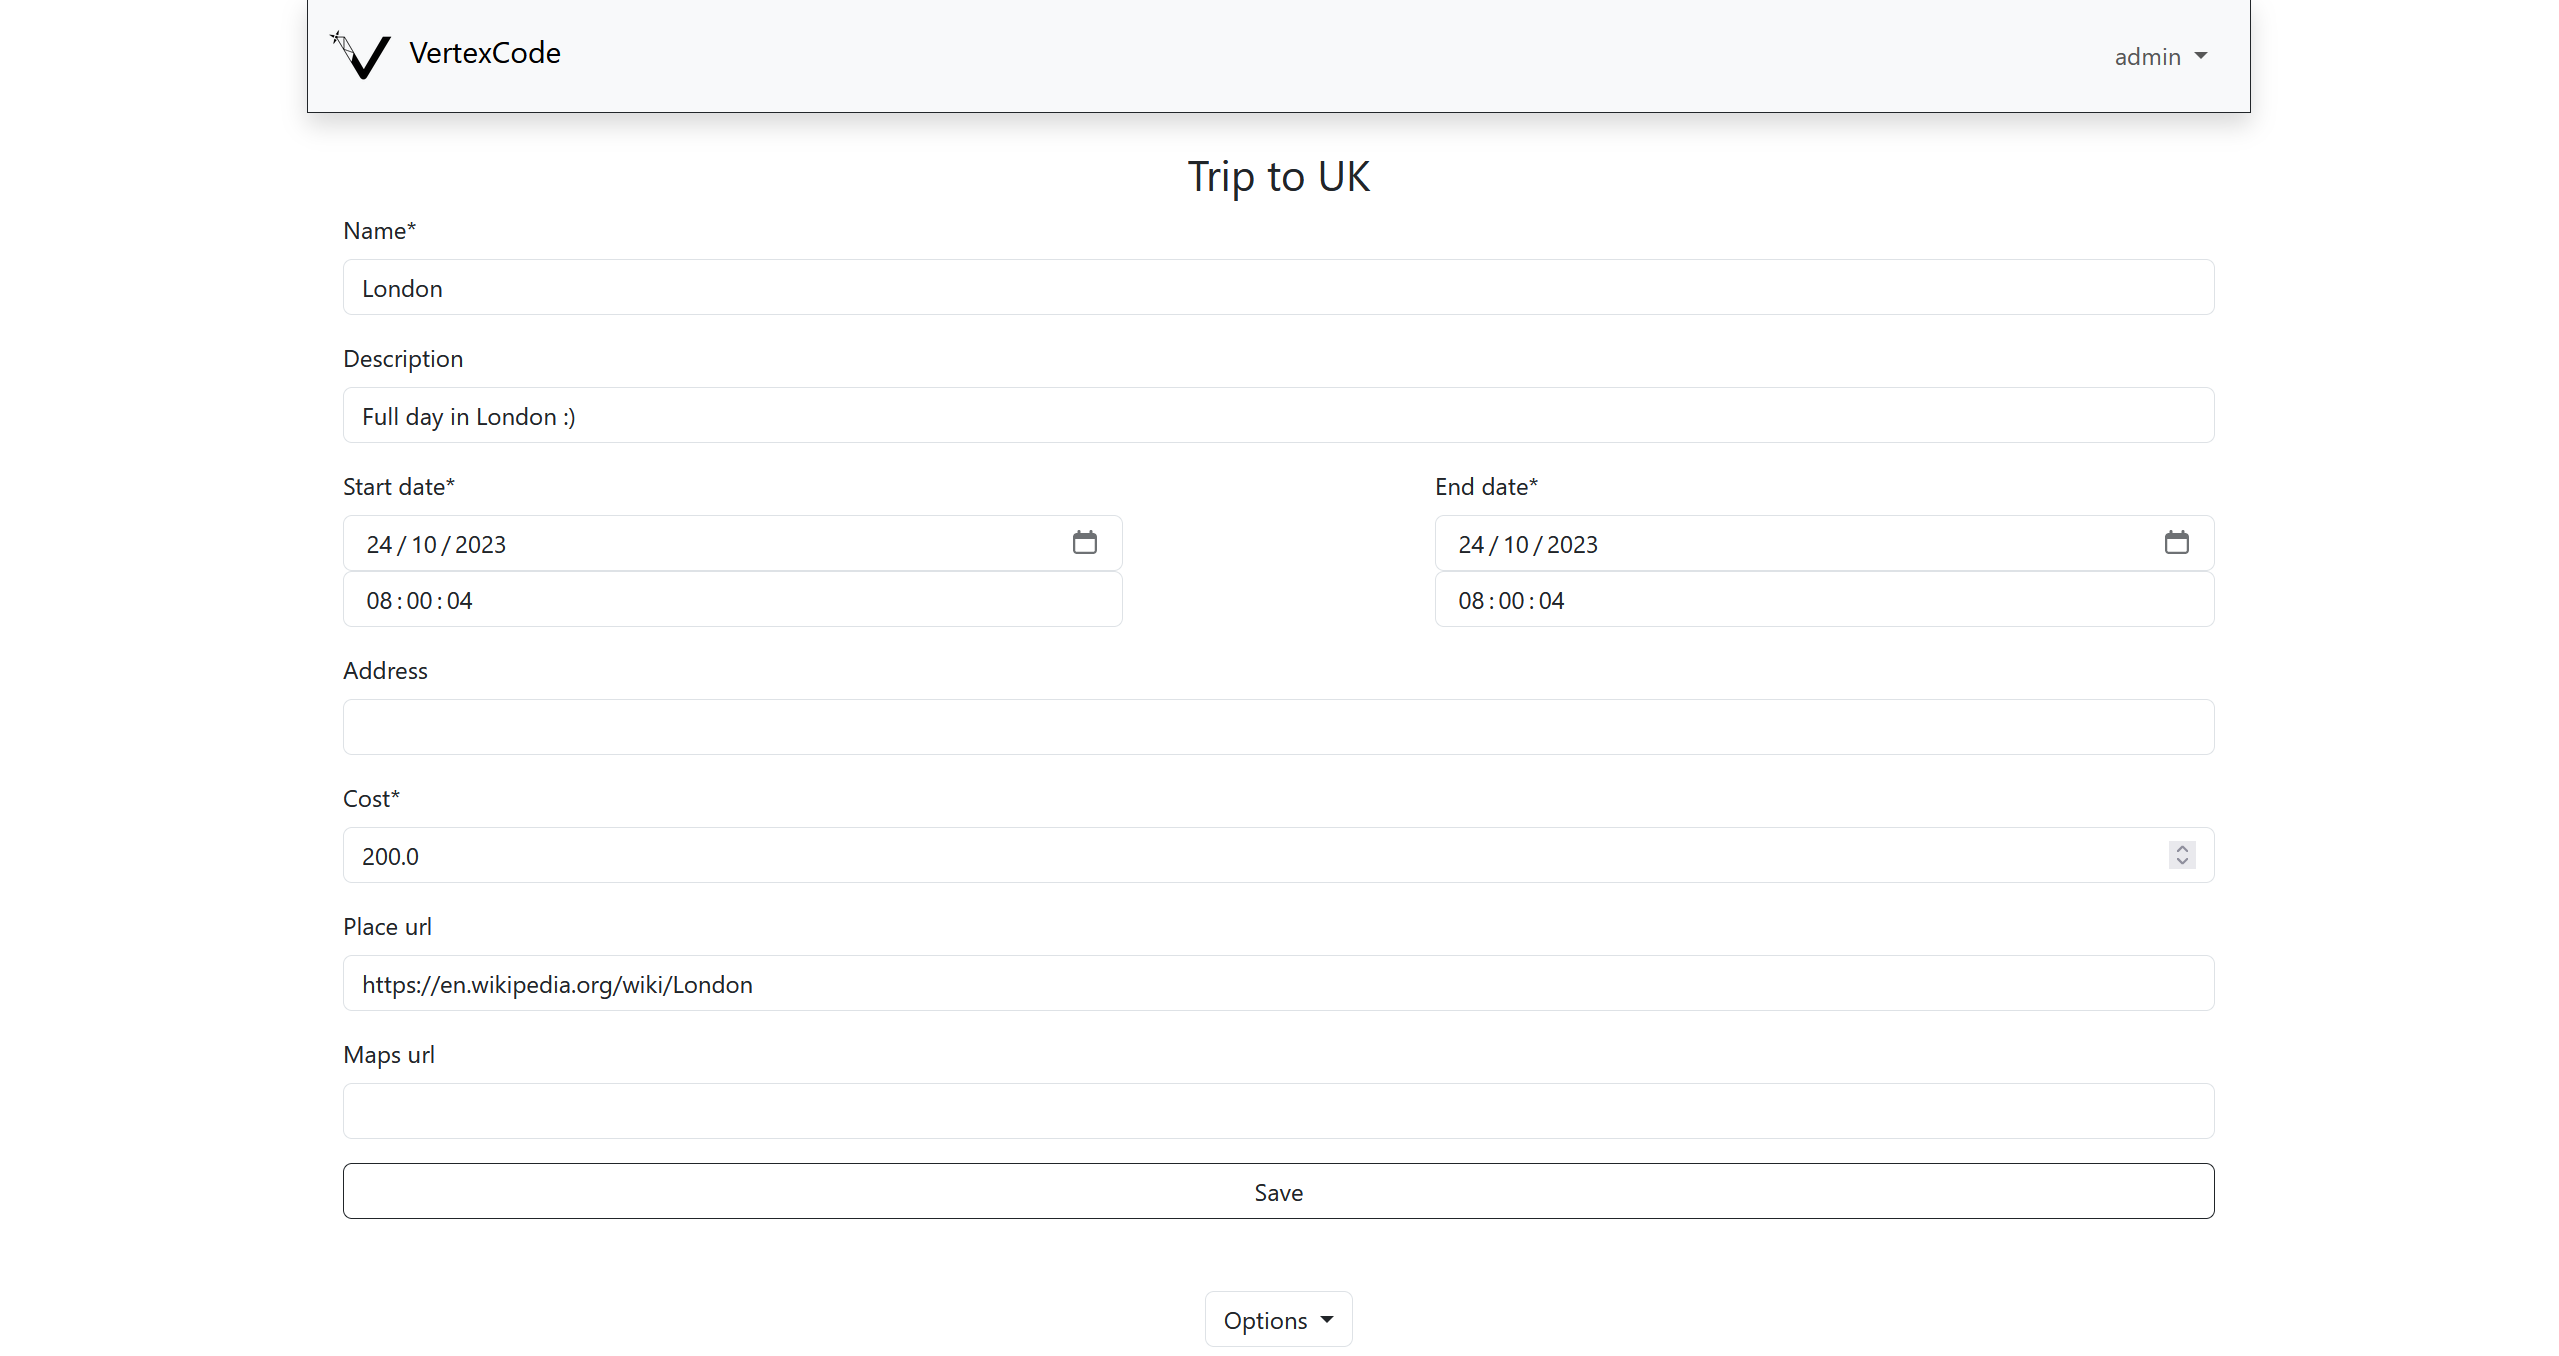 VertexCode
admin
Trip to UK
Name*
London
Description
Full day in London :)
Start date* End date*
24/10/2023 24/10/2023
08:00:04 08:00:04
Address
Cost*
200.0
Place url
https://en.wikipedia.org/wiki/London
Maps url
Save
Options